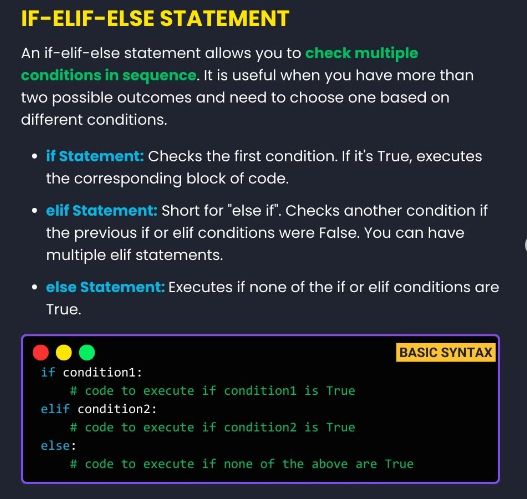 IF-ELIF-ELSE STATEMENT
An if-elif-else statement allows you to check multiple
conditions in sequence. It is useful when you have more than
two possible outcomes and need to choose one based on
different conditions.
• if Statement: Checks the first condition. If it's True, executes
the corresponding block of code.
• elif Statement: Short for "else if". Checks another condition if
the previous if or elif conditions were False. You can have
multiple elif statements.
• else Statement: Executes if none of the if or elif conditions are
True.
BASIC SYNTAX
if condition1:
    # code to execute if condition1 is True
elif condition2:
    # code to execute if condition2 is True
else:
    # code to execute if none of the above are True